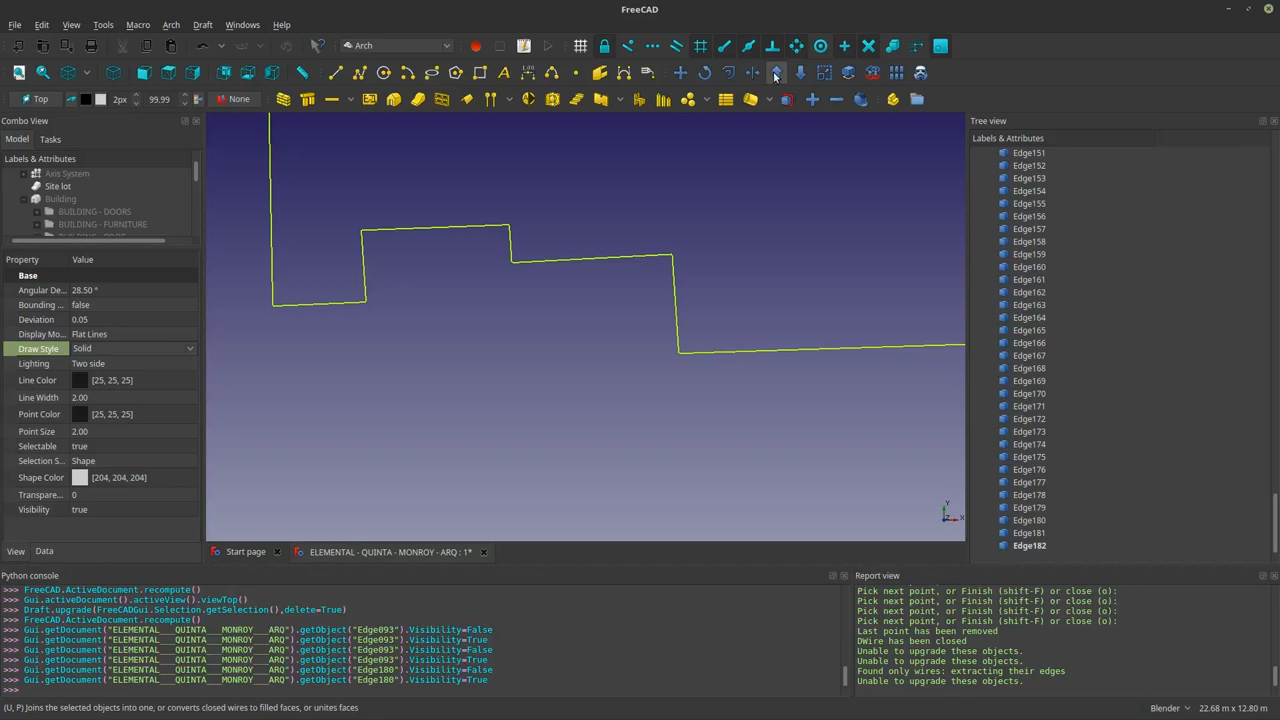 FreeCAD
File Edit View Tools Macro Arch Draft Windows Help
Arch
Top 2px 99.99 None
Combo View
Tree view
Model Tasks
Labels & Attributes
Labels & Attributes
Axis System
Site lot
Building
BUILDING - DOORS
BUILDING - FURNITURE
Property Value
Base
Angular De... 28.50 °
Bounding ... false
Deviation 0.05
Display Mo... Flat Lines
Draw Style Solid
Lighting Two side
Line Color [25, 25, 25]
Line Width 2.00
Point Color [25, 25, 25]
Point Size 2.00
Selectable true
Selection S... Shape
Shape Color [204, 204, 204]
Transpare... 0
Visibility true
Edge151
Edge152
Edge153
Edge154
Edge155
Edge156
Edge157
Edge158
Edge159
Edge160
Edge161
Edge162
Edge163
Edge164
Edge165
Edge166
Edge167
Edge168
Edge169
Edge170
Edge171
Edge172
Edge173
Edge174
Edge175
Edge176
Edge177
Edge178
Edge179
Edge180
Edge181
Edge182
Y
Z X
Start page ELEMENTAL - QUINTA - MONROY - ARQ : 1*
View Data
Python console
>>> FreeCAD.ActiveDocument.recompute()
>>> Gui.activeDocument().activeView().viewTop()
>>> Draft.upgrade(FreeCADGui.Selection.getSelection(),delete=True)
>>> FreeCAD.ActiveDocument.recompute()
>>> Gui.getDocument("ELEMENTAL___QUINTA___MONROY___ARQ").getObject("Edge093").Visibility=False
>>> Gui.getDocument("ELEMENTAL___QUINTA___MONROY___ARQ").getObject("Edge093").Visibility=True
>>> Gui.getDocument("ELEMENTAL___QUINTA___MONROY___ARQ").getObject("Edge093").Visibility=False
>>> Gui.getDocument("ELEMENTAL___QUINTA___MONROY___ARQ").getObject("Edge093").Visibility=True
>>> Gui.getDocument("ELEMENTAL___QUINTA___MONROY___ARQ").getObject("Edge180").Visibility=False
>>> Gui.getDocument("ELEMENTAL___QUINTA___MONROY___ARQ").getObject("Edge180").Visibility=True
>>>
Report view
Pick next point, or Finish (shift-F) or close (o):
Pick next point, or Finish (shift-F) or close (o):
Pick next point, or Finish (shift-F) or close (o):
Pick next point, or Finish (shift-F) or close (o):
Last point has been removed
DWire has been closed
Unable to upgrade these objects.
Unable to upgrade these objects.
Found only wires: extracting their edges
Unable to upgrade these objects.
(U, P) Joins the selected objects into one, or converts closed wires to filled faces, or unites faces
Blender 22.68 m x 12.80 m